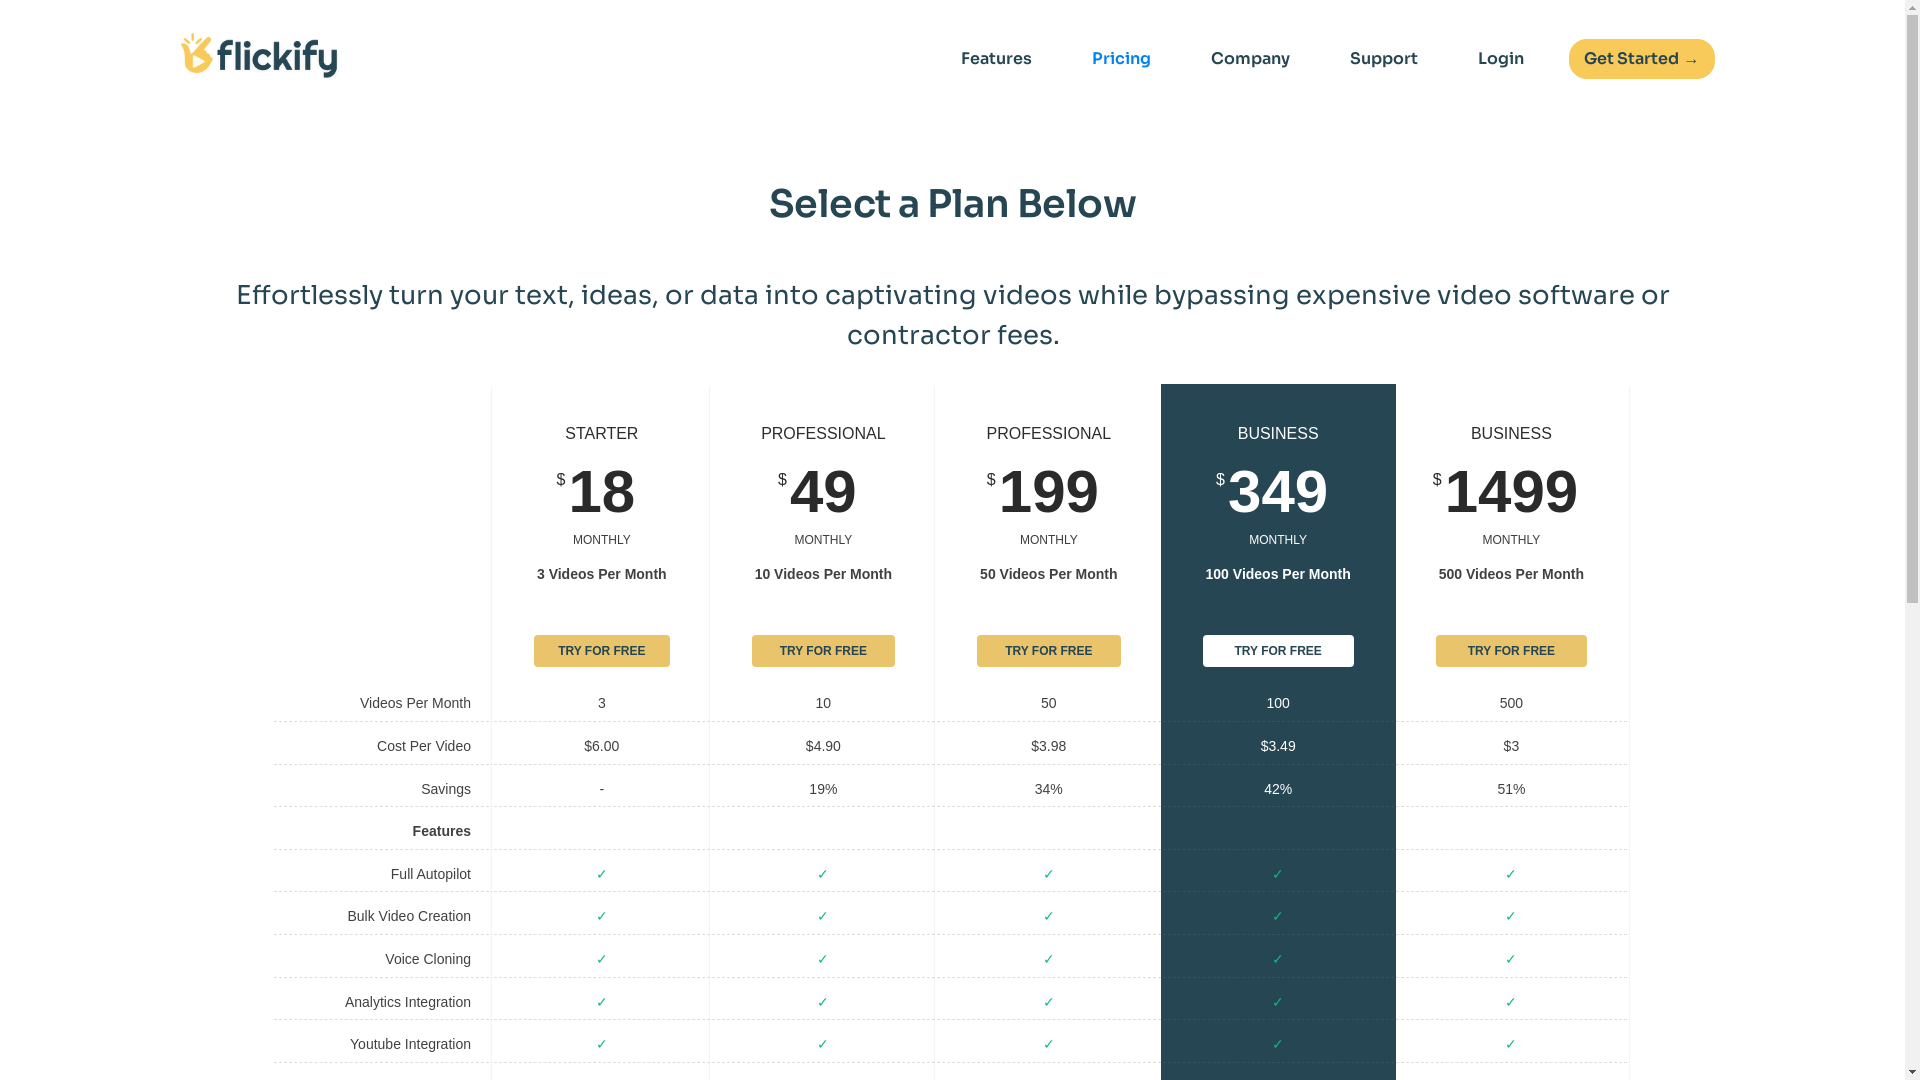 flickify
Features Pricing Company Support Login Get Started →
Select a Plan Below
Effortlessly turn your text, ideas, or data into captivating videos while bypassing expensive video software or
contractor fees.
STARTER PROFESSIONAL PROFESSIONAL BUSINESS BUSINESS
$18 $49 $199 $349 $1499
MONTHLY MONTHLY MONTHLY MONTHLY MONTHLY
3 Videos Per Month 10 Videos Per Month 50 Videos Per Month 100 Videos Per Month 500 Videos Per Month
TRY FOR FREE TRY FOR FREE TRY FOR FREE TRY FOR FREE TRY FOR FREE
Videos Per Month 3 10 50 100 500
Cost Per Video $6.00 $4.90 $3.98 $3.49 $3
Savings - 19% 34% 42% 51%
Features
Full Autopilot ✓ ✓ ✓ ✓ ✓
Bulk Video Creation ✓ ✓ ✓ ✓ ✓
Voice Cloning ✓ ✓ ✓ ✓ ✓
Analytics Integration ✓ ✓ ✓ ✓ ✓
Youtube Integration ✓ ✓ ✓ ✓ ✓